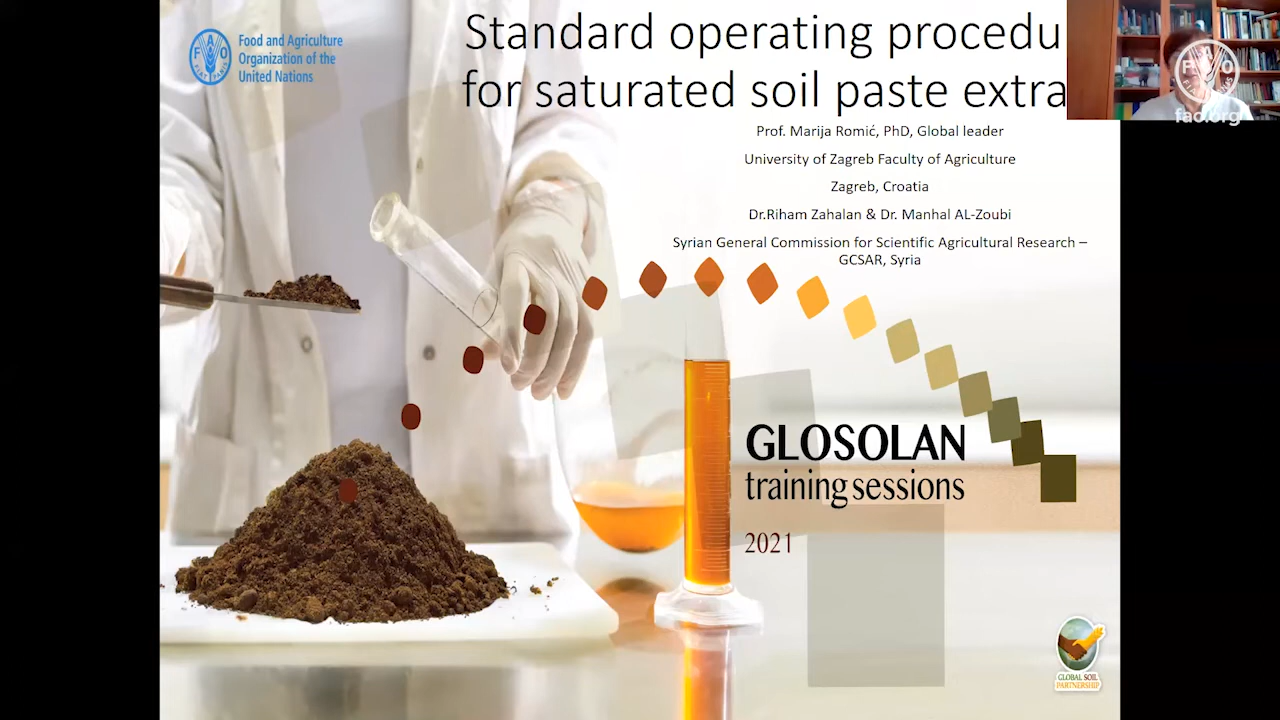 Food and Agriculture
Organization of the
United Nations
Standard operating procedu
for saturated soil paste extra
fao.org
Prof. Marija Romić, PhD, Global leader
University of Zagreb Faculty of Agriculture
Zagreb, Croatia
Dr.Riham Zahalan & Dr. Manhal AL-Zoubi
Syrian General Commission for Scientific Agricultural Research –
GCSAR, Syria
GLOSOLAN
training sessions
2021
GLOBAL SOIL
PARTNERSHIP